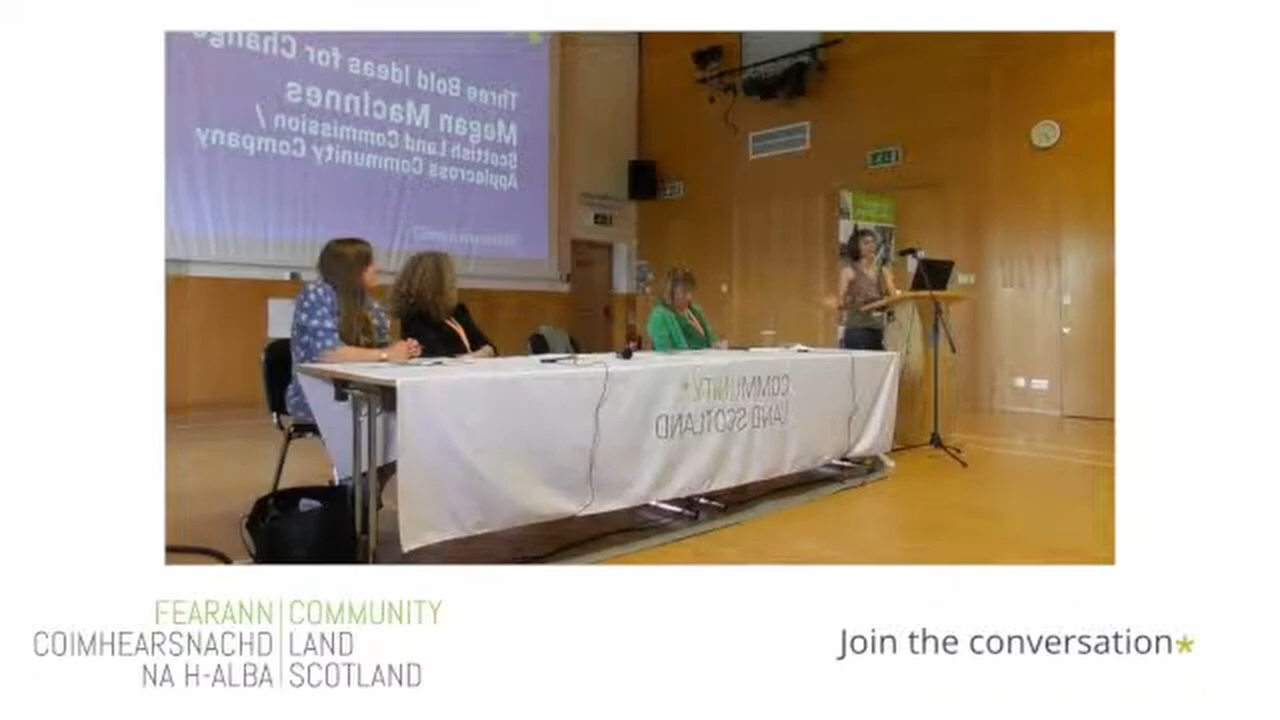 Three Bold Ideas for Change
Megan MacInnes
Scottish Land Commission /
Applecross Community Company
COMMUNITY*
LAND SCOTLAND
FEARANN COMMUNITY
COIMHEARSNACHD LAND
NA H-ALBA SCOTLAND
Join the conversation*